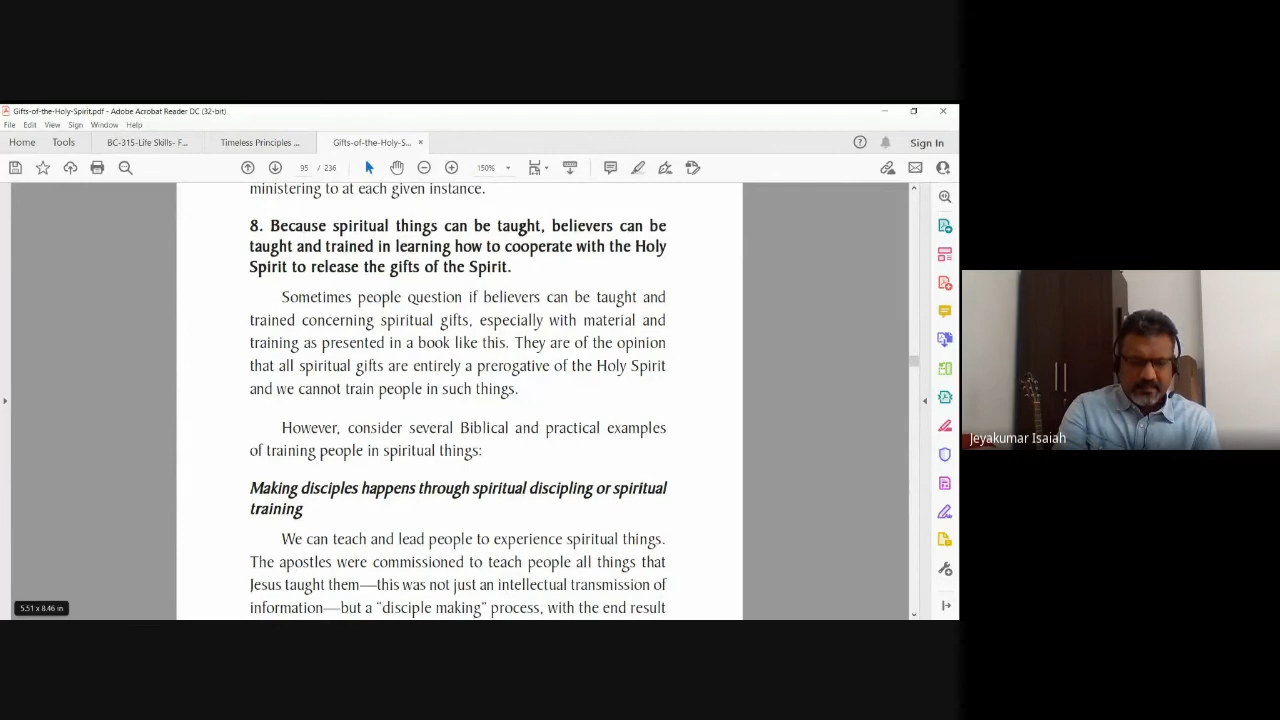 Gifts-of-the-Holy-Spirit.pdf - Adobe Acrobat Reader DC (32-bit)
File Edit View Sign Window Help
Home Tools BC-315-Life Skills- F... Timeless Principles ... Gifts-of-the-Holy-S... × Sign In
95 / 236 150%
ministering to at each given instance.
8. Because spiritual things can be taught, believers can be
taught and trained in learning how to cooperate with the Holy
Spirit to release the gifts of the Spirit.
Sometimes people question if believers can be taught and
trained concerning spiritual gifts, especially with material and
training as presented in a book like this. They are of the opinion
that all spiritual gifts are entirely a prerogative of the Holy Spirit
and we cannot train people in such things.
However, consider several Biblical and practical examples
of training people in spiritual things:
Making disciples happens through spiritual discipling or spiritual
training
We can teach and lead people to experience spiritual things.
The apostles were commissioned to teach people all things that
Jesus taught them—this was not just an intellectual transmission of
information—but a “disciple making” process, with the end result
5.51 x 8.46 in
Jeyakumar Isaiah